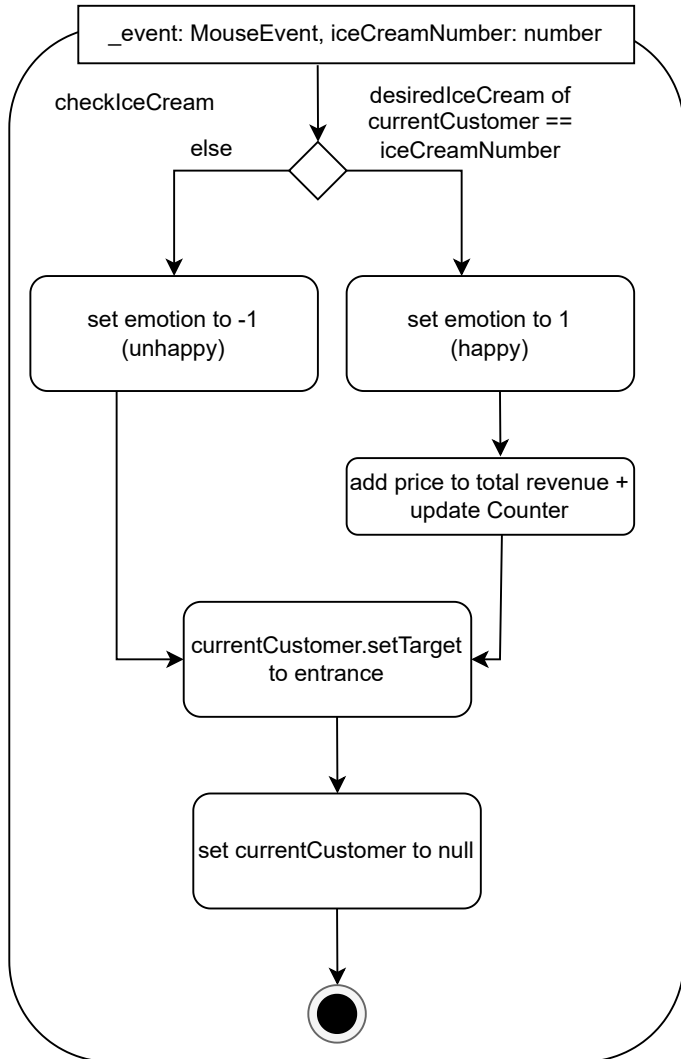 _event: MouseEvent, iceCreamNumber: number
checkIceCream
desiredIceCream of
currentCustomer ==
iceCreamNumber
else
set emotion to -1
(unhappy)
set emotion to 1
(happy)
add price to total revenue +
update Counter
currentCustomer.setTarget
to entrance
set currentCustomer to null